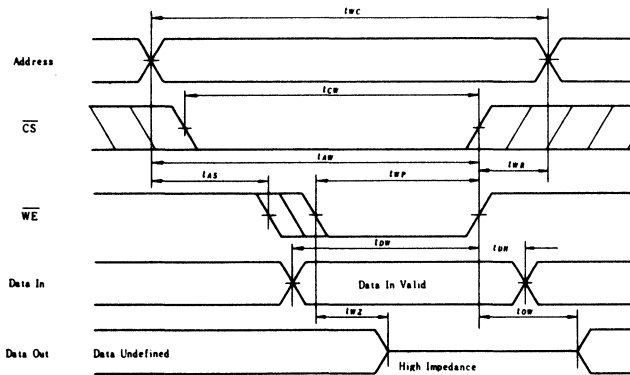 tWC
Address
tCW
CS
tAW
tAS
tWP
tWR
WE
tDW
tDH
Data In
Data In Valid
tWZ
tOW
Data Out
Data Undefined
High Impedance